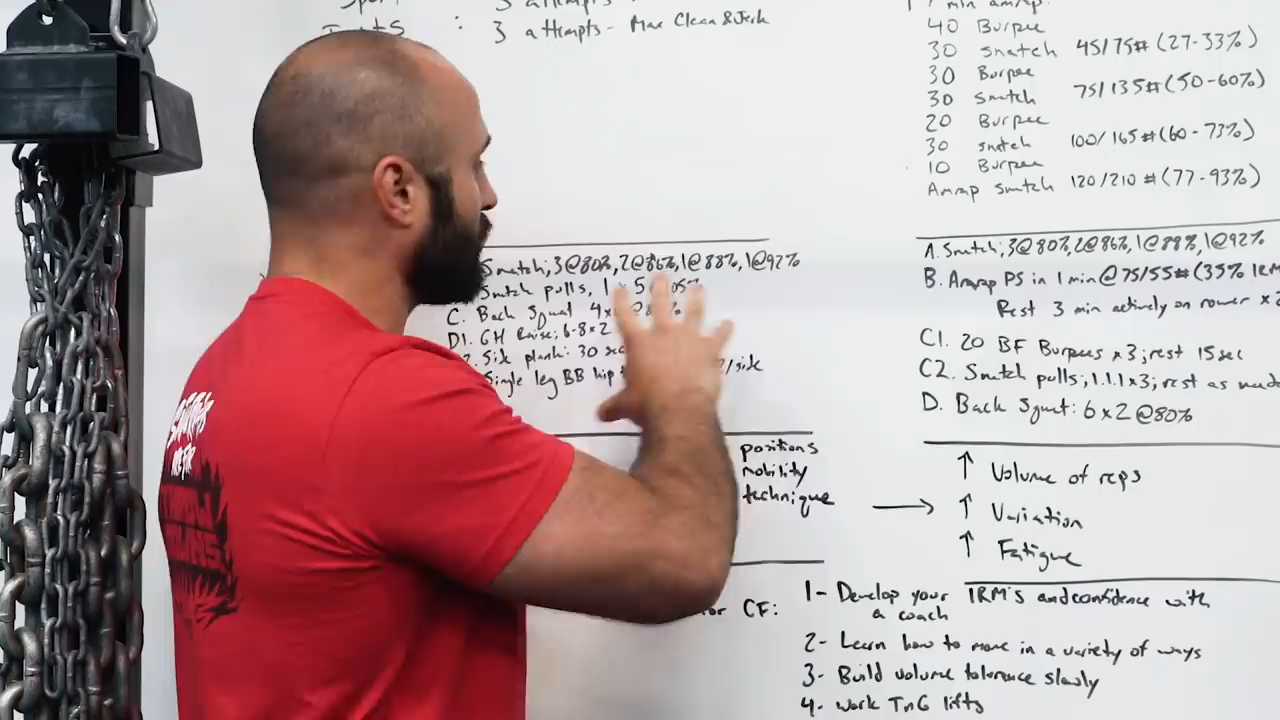 3 attempts
: 3 attempts - Max Clean & Jerk
7 min amrap:
40 Burpee
30 snatch 45/75# (27-33%)
30 Burpee
30 snatch 75/135# (50-60%)
20 Burpee
30 snatch 100/165# (60-73%)
10 Burpee
Amrap snatch 120/210# (77-93%)
Snatch; 3@80%, 2@86%, 1@88%, 1@92%
Snatch pulls, 1 x 5
C. Back Squat 4x
D1. GH Raise; 6-8 x 2
Side plank: 30 sec
Single leg BB hip /side
positions
mobility
technique
A. Snatch; 3@80%, 2@86%, 1@88%, 1@92%
B. Amrap PS in 1 min @ 75/55# (35% 1RM
Rest 3 min actively on rower x
C1. 20 BF Burpees x3; rest 15 sec
C2. Snatch pulls; 1.1.1 x 3; rest as
D. Back Squat: 6 x 2 @80%
↑ Volume of reps
→ ↑ Variation
↑ Fatigue
for CF:
1- Develop your 1RM's and confidence with
a coach
2- Learn how to move in a variety of ways
3- Build volume tolerance slowly
4- Work TnG lifts